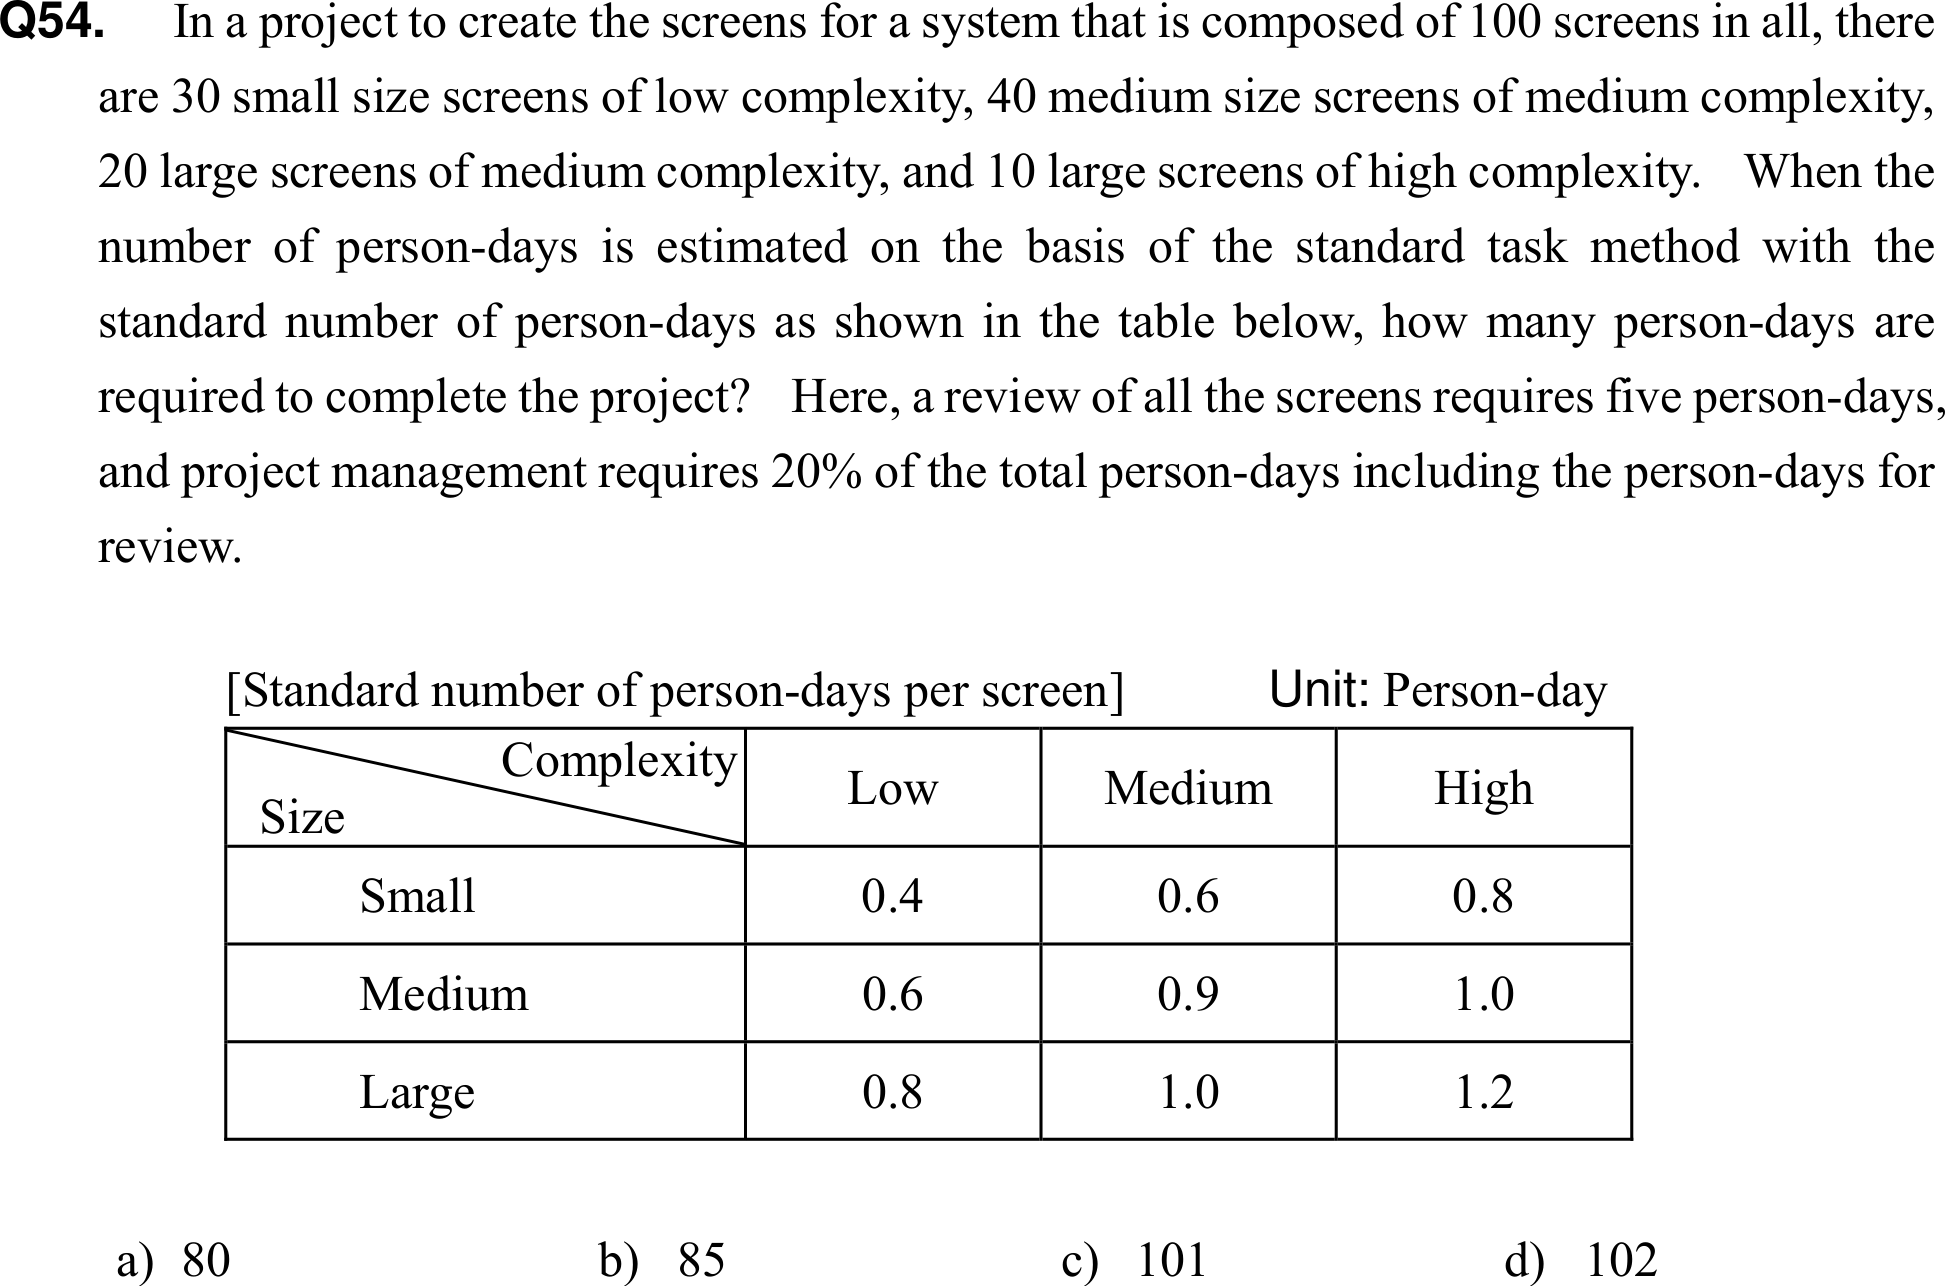 Q54. In a project to create the screens for a system that is composed of 100 screens in all, there
are 30 small size screens of low complexity, 40 medium size screens of medium complexity,
20 large screens of medium complexity, and 10 large screens of high complexity. When the
number of person-days is estimated on the basis of the standard task method with the
standard number of person-days as shown in the table below, how many person-days are
required to complete the project? Here, a review of all the screens requires five person-days,
and project management requires 20% of the total person-days including the person-days for
review.
[Standard number of person-days per screen] Unit: Person-day
Complexity
Size Low Medium High
Small 0.4 0.6 0.8
Medium 0.6 0.9 1.0
Large 0.8 1.0 1.2
a) 80 b) 85 c) 101 d) 102